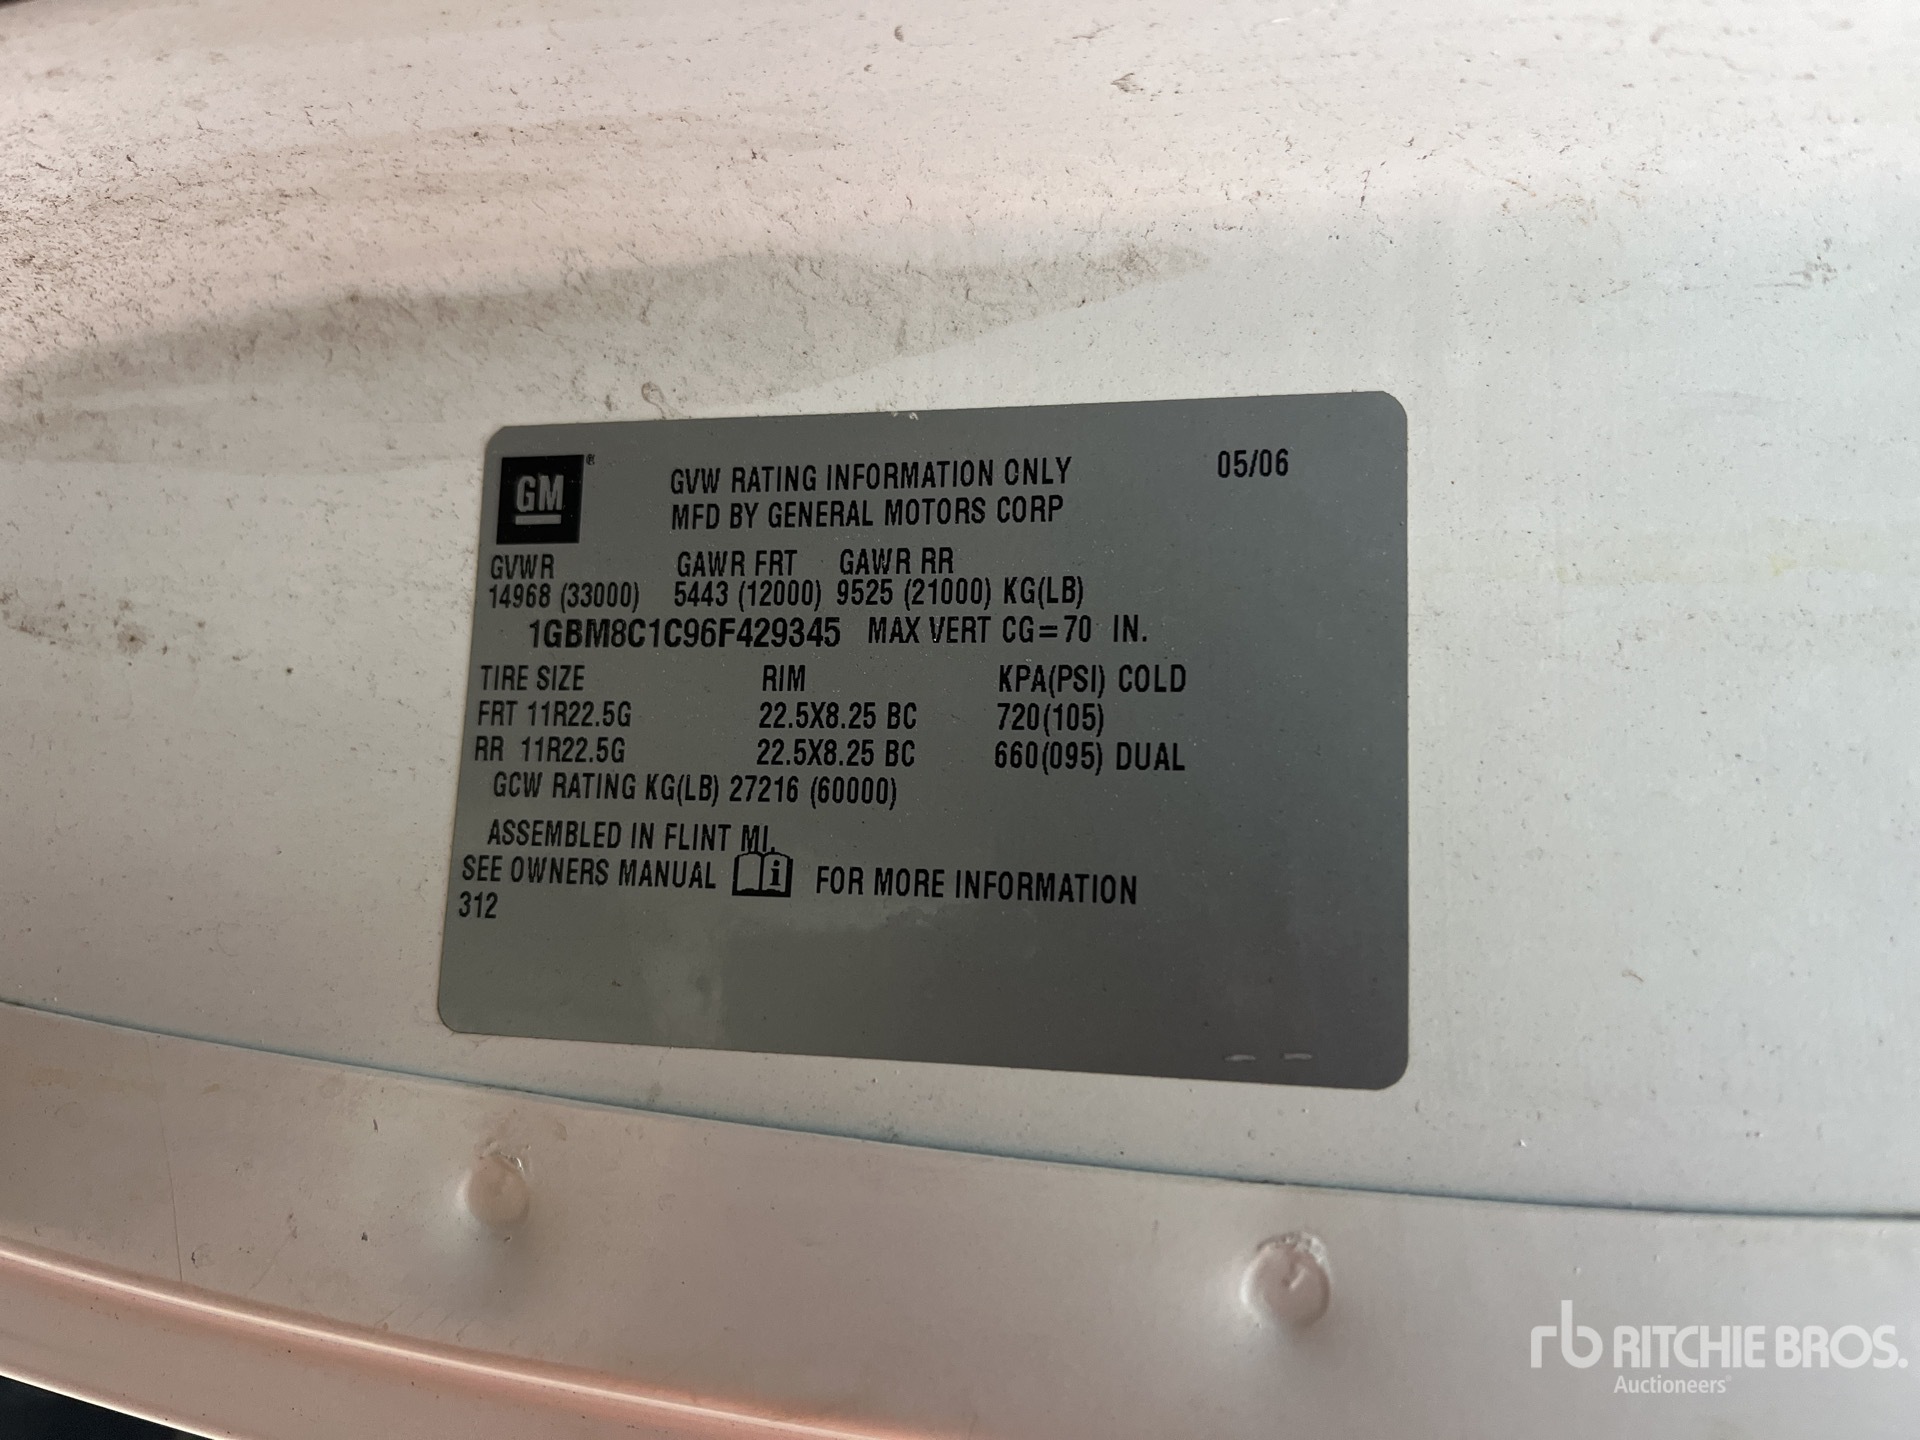 GM®
GVW RATING INFORMATION ONLY 05/06
MFD BY GENERAL MOTORS CORP
GVWR GAWR FRT GAWR RR
14968 (33000) 5443 (12000) 9525 (21000) KG(LB)
1GBM8C1C96F429345 MAX VERT CG=70 IN.
TIRE SIZE RIM KPA(PSI) COLD
FRT 11R22.5G 22.5X8.25 BC 720(105)
RR 11R22.5G 22.5X8.25 BC 660(095) DUAL
GCW RATING KG(LB) 27216 (60000)
ASSEMBLED IN FLINT MI.
SEE OWNERS MANUAL i FOR MORE INFORMATION
312
rb RITCHIE BROS.
Auctioneers